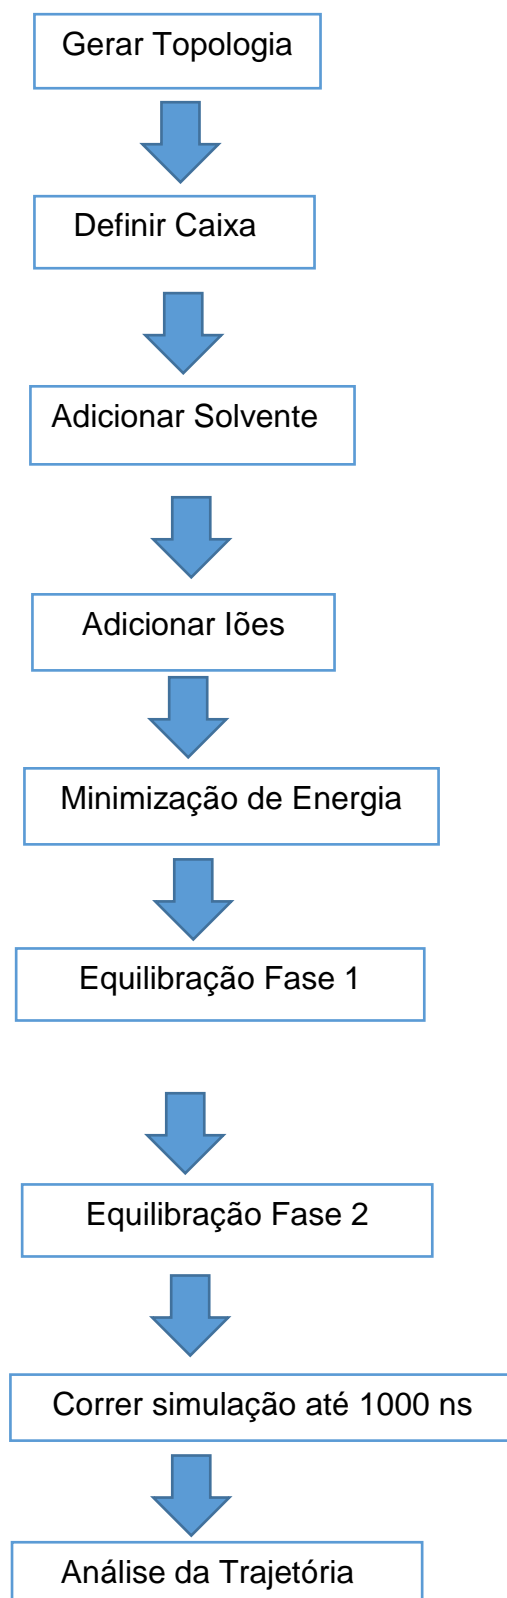 Gerar Topologia
Definir Caixa
Adicionar Solvente
Adicionar Iões
Minimização de Energia
Equilibração Fase 1
Equilibração Fase 2
Correr simulação até 1000 ns
Análise da Trajetória